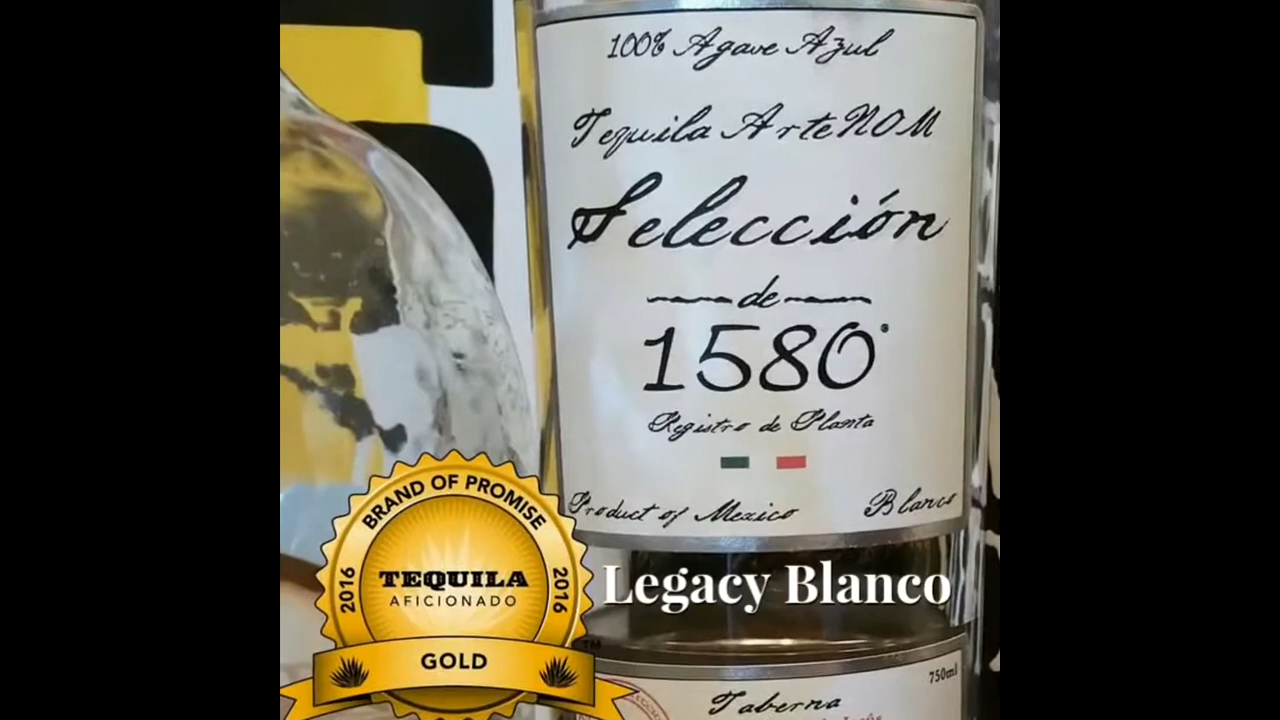 100% Agave Azul
Tequila ArteNOM
Selección
de
1580
Registro de Planta
Product of Mexico Blanco
BRAND OF PROMISE
2016 TEQUILA 2016
AFICIONADO
GOLD
TM
Legacy Blanco
750ml
Taberna